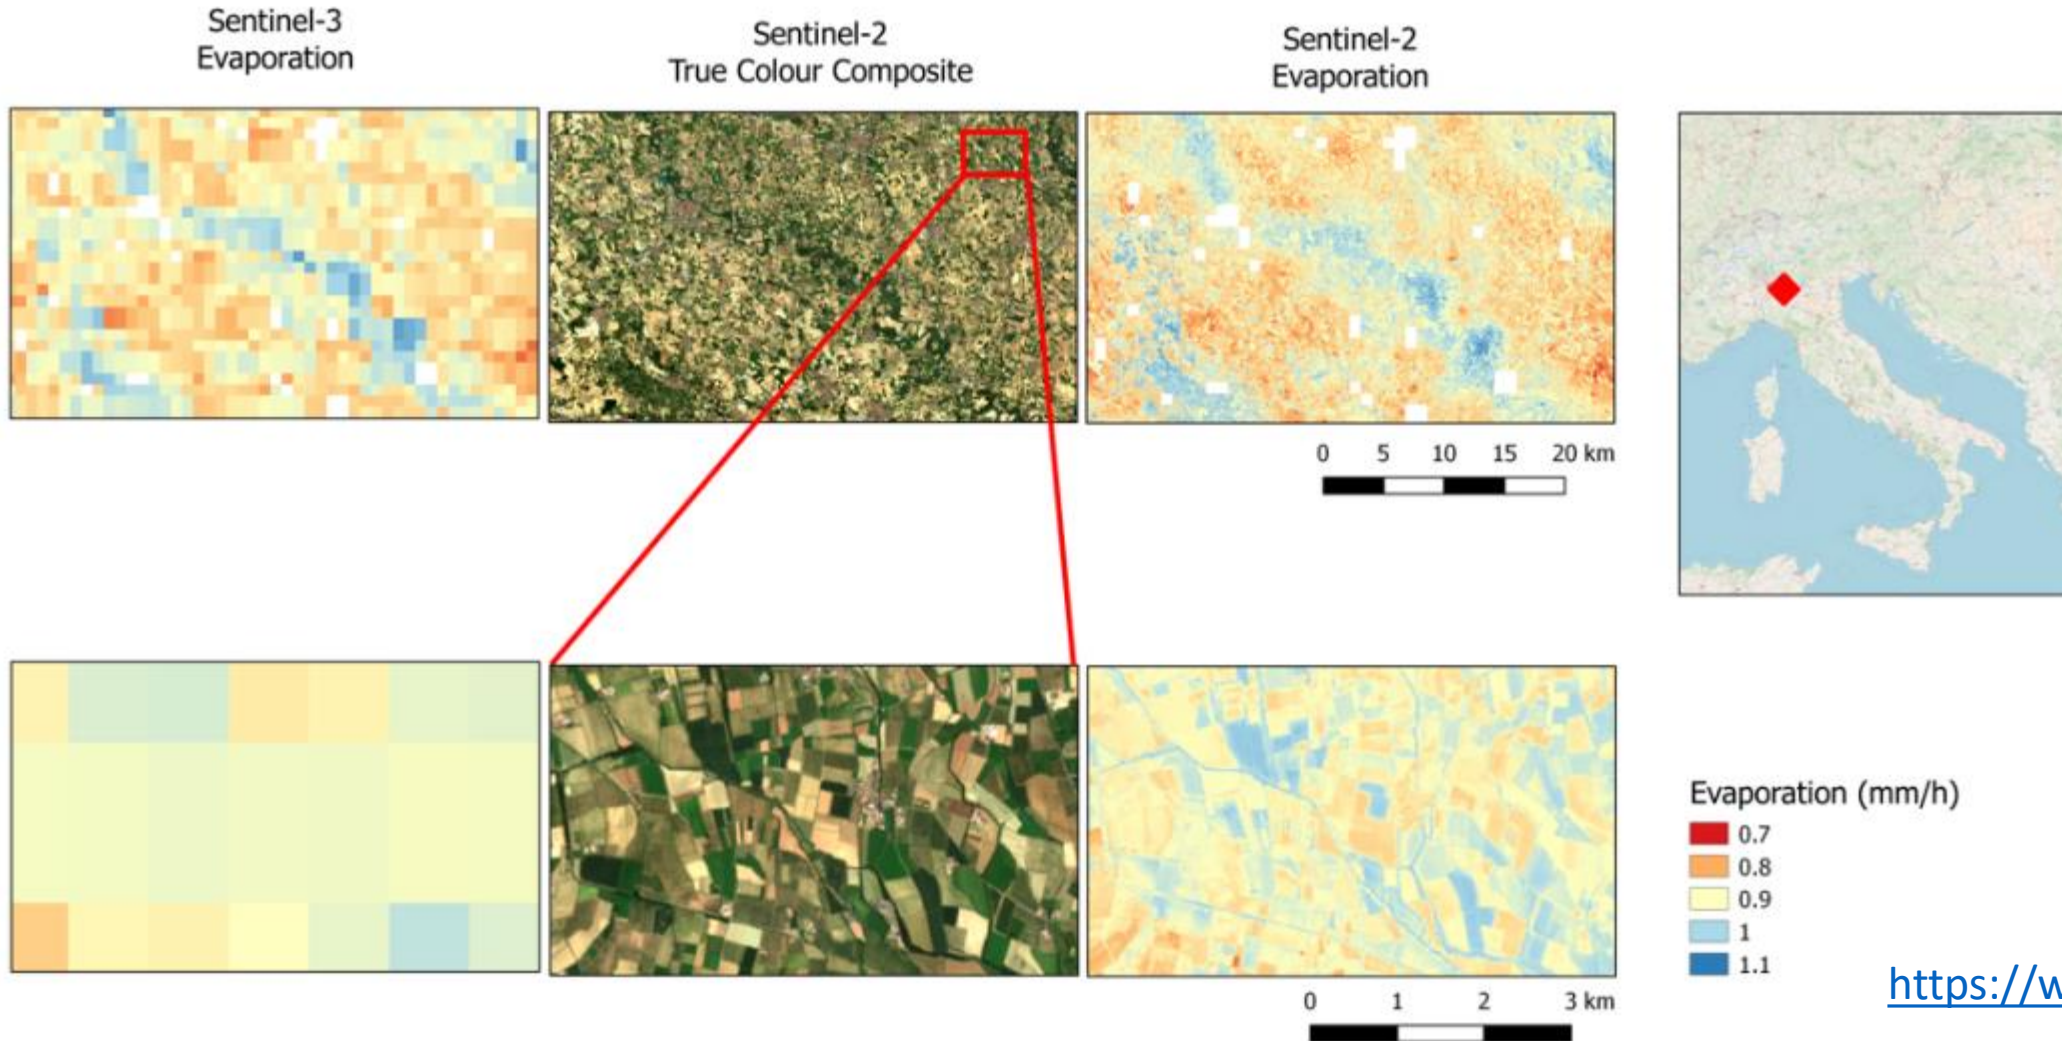 Sentinel-3
Evaporation
Sentinel-2
True Colour Composite
Sentinel-2
Evaporation
0 5 10 15 20 km
0 1 2 3 km
Evaporation (mm/h)
0.7
0.8
0.9
1
1.1
https://w